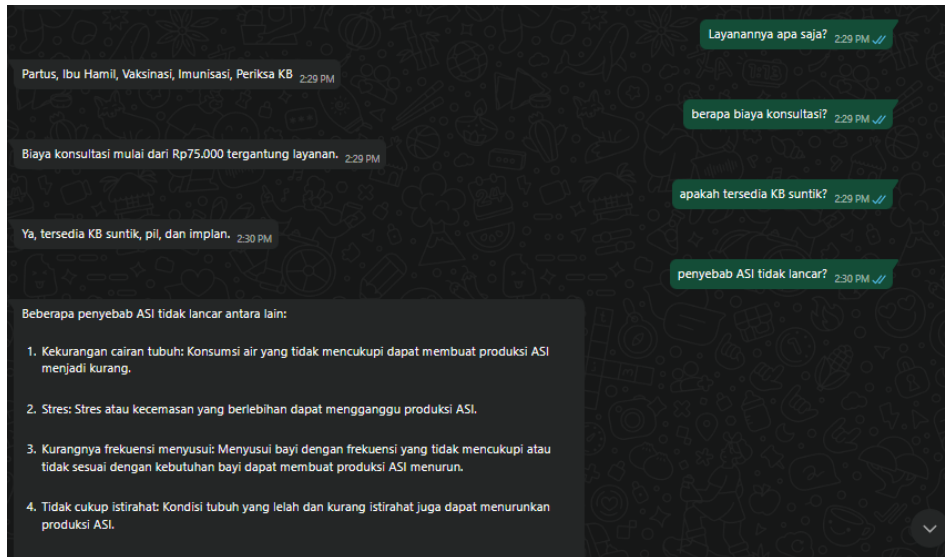 Layanannya apa saja? 2:29 PM
Partus, Ibu Hamil, Vaksinasi, Imunisasi, Periksa KB 2:29 PM
berapa biaya konsultasi? 2:29 PM
Biaya konsultasi mulai dari Rp75.000 tergantung layanan. 2:29 PM
apakah tersedia KB suntik? 2:29 PM
Ya, tersedia KB suntik, pil, dan implan. 2:30 PM
penyebab ASI tidak lancar? 2:30 PM
Beberapa penyebab ASI tidak lancar antara lain:
1. Kekurangan cairan tubuh: Konsumsi air yang tidak mencukupi dapat membuat produksi ASI
menjadi kurang.
2. Stres: Stres atau kecemasan yang berlebihan dapat mengganggu produksi ASI.
3. Kurangnya frekuensi menyusui: Menyusui bayi dengan frekuensi yang tidak mencukupi atau
tidak sesuai dengan kebutuhan bayi dapat membuat produksi ASI menurun.
4. Tidak cukup istirahat: Kondisi tubuh yang lelah dan kurang istirahat juga dapat menurunkan
produksi ASI.